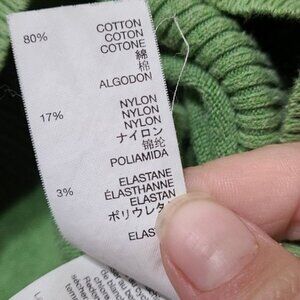 80% COTTON
COTON
COTONE
綿
棉
ALGODON
17% NYLON
NYLON
NYLON
ナイロン
锦纶
POLIAMIDA
3% ELASTANE
ÉLASTHANNE
ELASTAN
ポリウレタ
ELAS